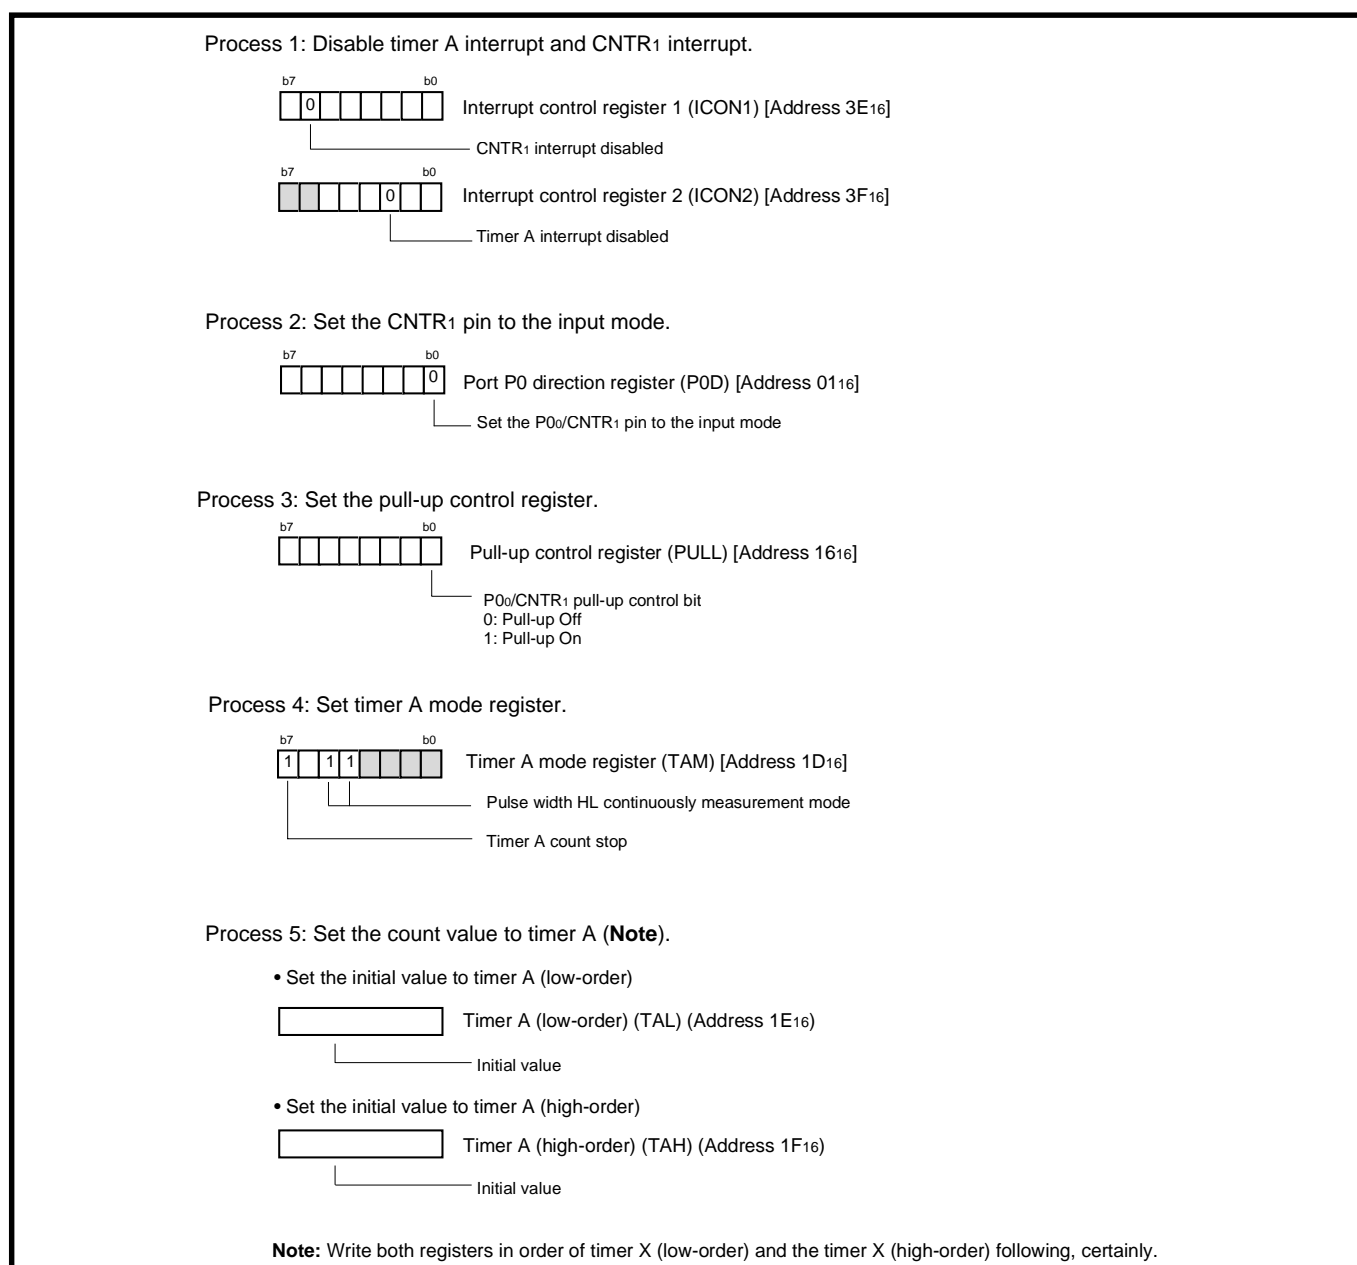 Process 1: Disable timer A interrupt and CNTR1 interrupt.
b7 b0
0 Interrupt control register 1 (ICON1) [Address 3E16]
CNTR1 interrupt disabled
b7 b0
0 Interrupt control register 2 (ICON2) [Address 3F16]
Timer A interrupt disabled
Process 2: Set the CNTR1 pin to the input mode.
b7 b0
0 Port P0 direction register (P0D) [Address 0116]
Set the P00/CNTR1 pin to the input mode
Process 3: Set the pull-up control register.
b7 b0
Pull-up control register (PULL) [Address 1616]
P00/CNTR1 pull-up control bit
0: Pull-up Off
1: Pull-up On
Process 4: Set timer A mode register.
b7 b0
1 1 1 Timer A mode register (TAM) [Address 1D16]
Pulse width HL continuously measurement mode
Timer A count stop
Process 5: Set the count value to timer A (Note).
• Set the initial value to timer A (low-order)
Timer A (low-order) (TAL) (Address 1E16)
Initial value
• Set the initial value to timer A (high-order)
Timer A (high-order) (TAH) (Address 1F16)
Initial value
Note: Write both registers in order of timer X (low-order) and the timer X (high-order) following, certainly.